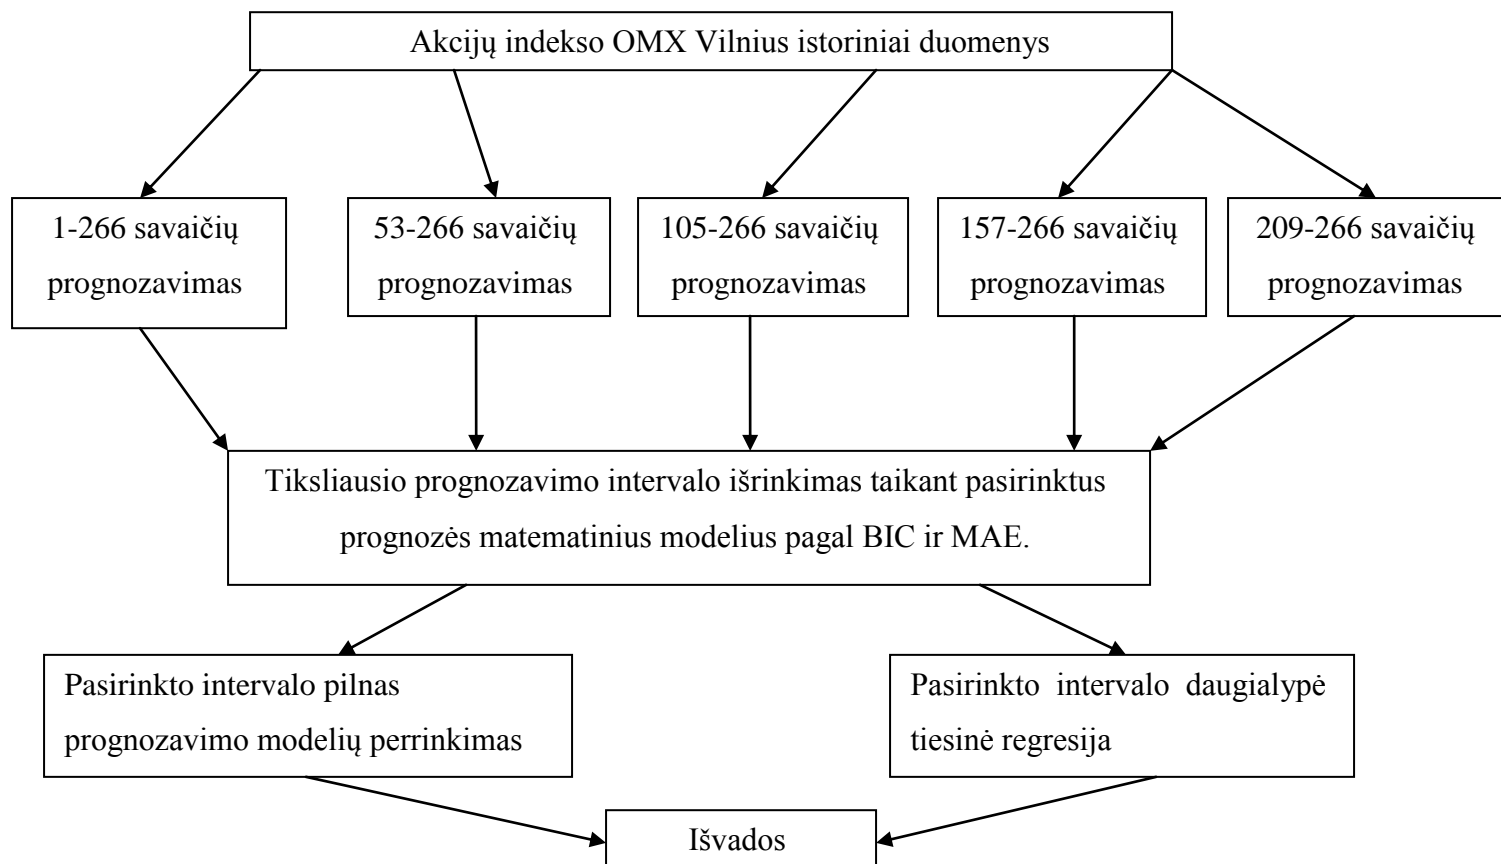 Akcijų indekso OMX Vilnius istoriniai duomenys
1-266 savaičių
prognozavimas
53-266 savaičių
prognozavimas
105-266 savaičių
prognozavimas
157-266 savaičių
prognozavimas
209-266 savaičių
prognozavimas
Tiksliausio prognozavimo intervalo išrinkimas taikant pasirinktus
prognozės matematinius modelius pagal BIC ir MAE.
Pasirinkto intervalo pilnas
prognozavimo modelių perrinkimas
Pasirinkto intervalo daugialypė
tiesinė regresija
Išvados